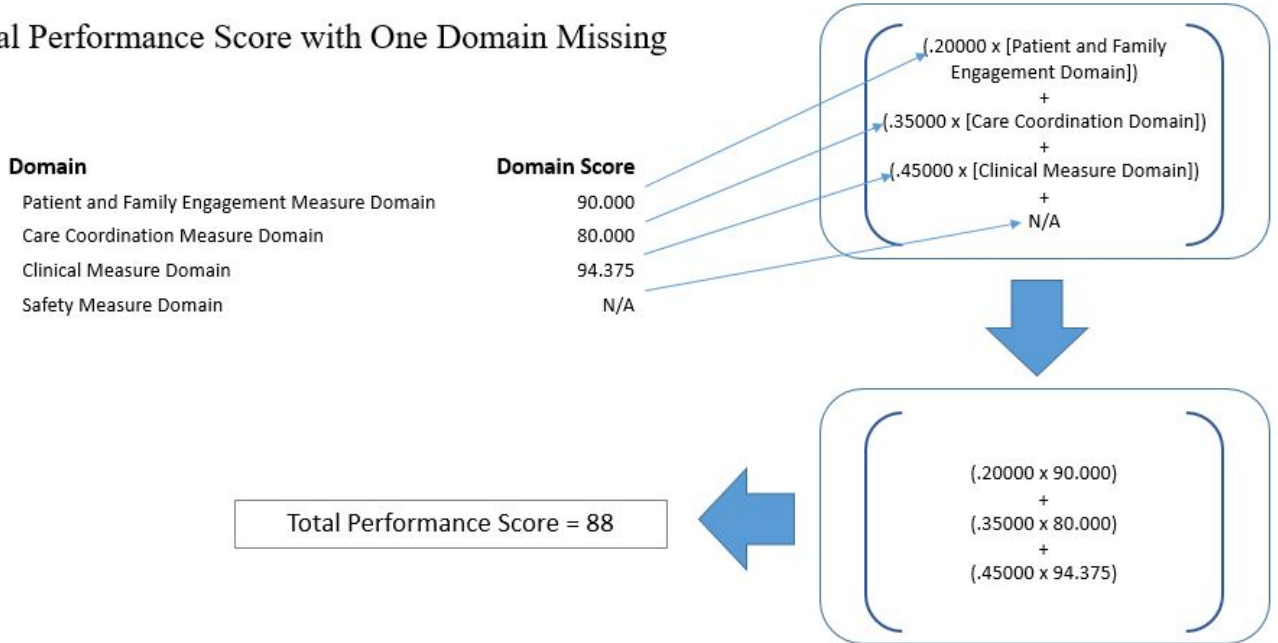 al Performance Score with One Domain Missing
Domain Domain Score
Patient and Family Engagement Measure Domain 90.000
Care Coordination Measure Domain 80.000
Clinical Measure Domain 94.375
Safety Measure Domain N/A
(.20000 x [Patient and Family
Engagement Domain])
+
(.35000 x [Care Coordination Domain])
+
(.45000 x [Clinical Measure Domain])
+
N/A
(.20000 x 90.000)
+
(.35000 x 80.000)
+
(.45000 x 94.375)
Total Performance Score = 88